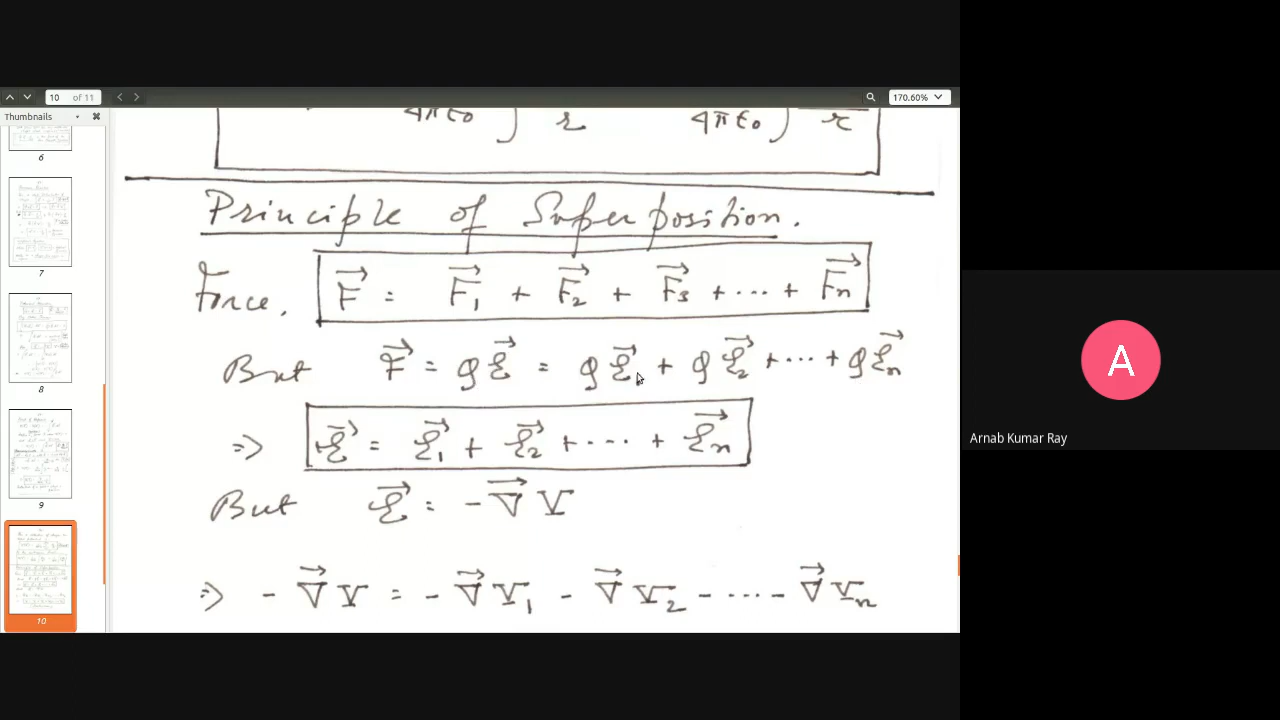 10 of 11
170.60%
Thumbnails
6
7
8
9
10
4πε₀ r 4πε₀ r
Principle of Superposition.
Force, F⃗ = F⃗₁ + F⃗₂ + F⃗₃ + ... + F⃗n
But F⃗ = qE⃗ = qE⃗₁ + qE⃗₂ + ... + qE⃗n
⇒ E⃗ = E⃗₁ + E⃗₂ + ... + E⃗n
But E⃗ = -∇⃗V
⇒ -∇⃗V = -∇⃗V₁ - ∇⃗V₂ - ... - ∇⃗Vn
A
Arnab Kumar Ray